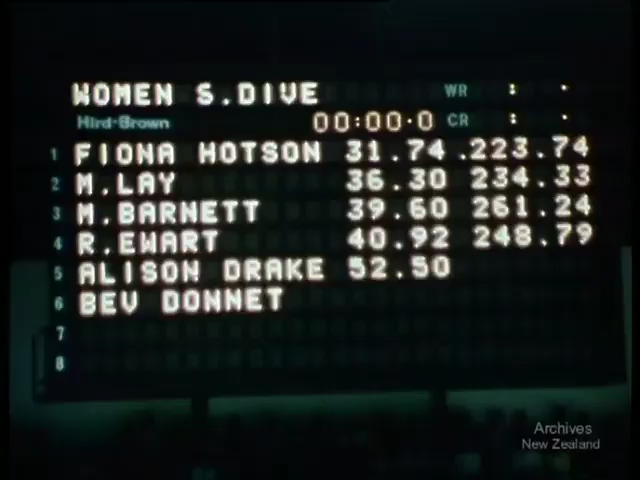 WOMEN S.DIVE WR : .
Hird-Brown 00:00.0 CR : .
1 FIONA HOTSON 31.74 .223.74
2 M.LAY 36.30 234.33
3 M.BARNETT 39.60 261.24
4 R.EWART 40.92 248.79
5 ALISON DRAKE 52.50
6 BEV DONNET
7
8
Archives
New Zealand